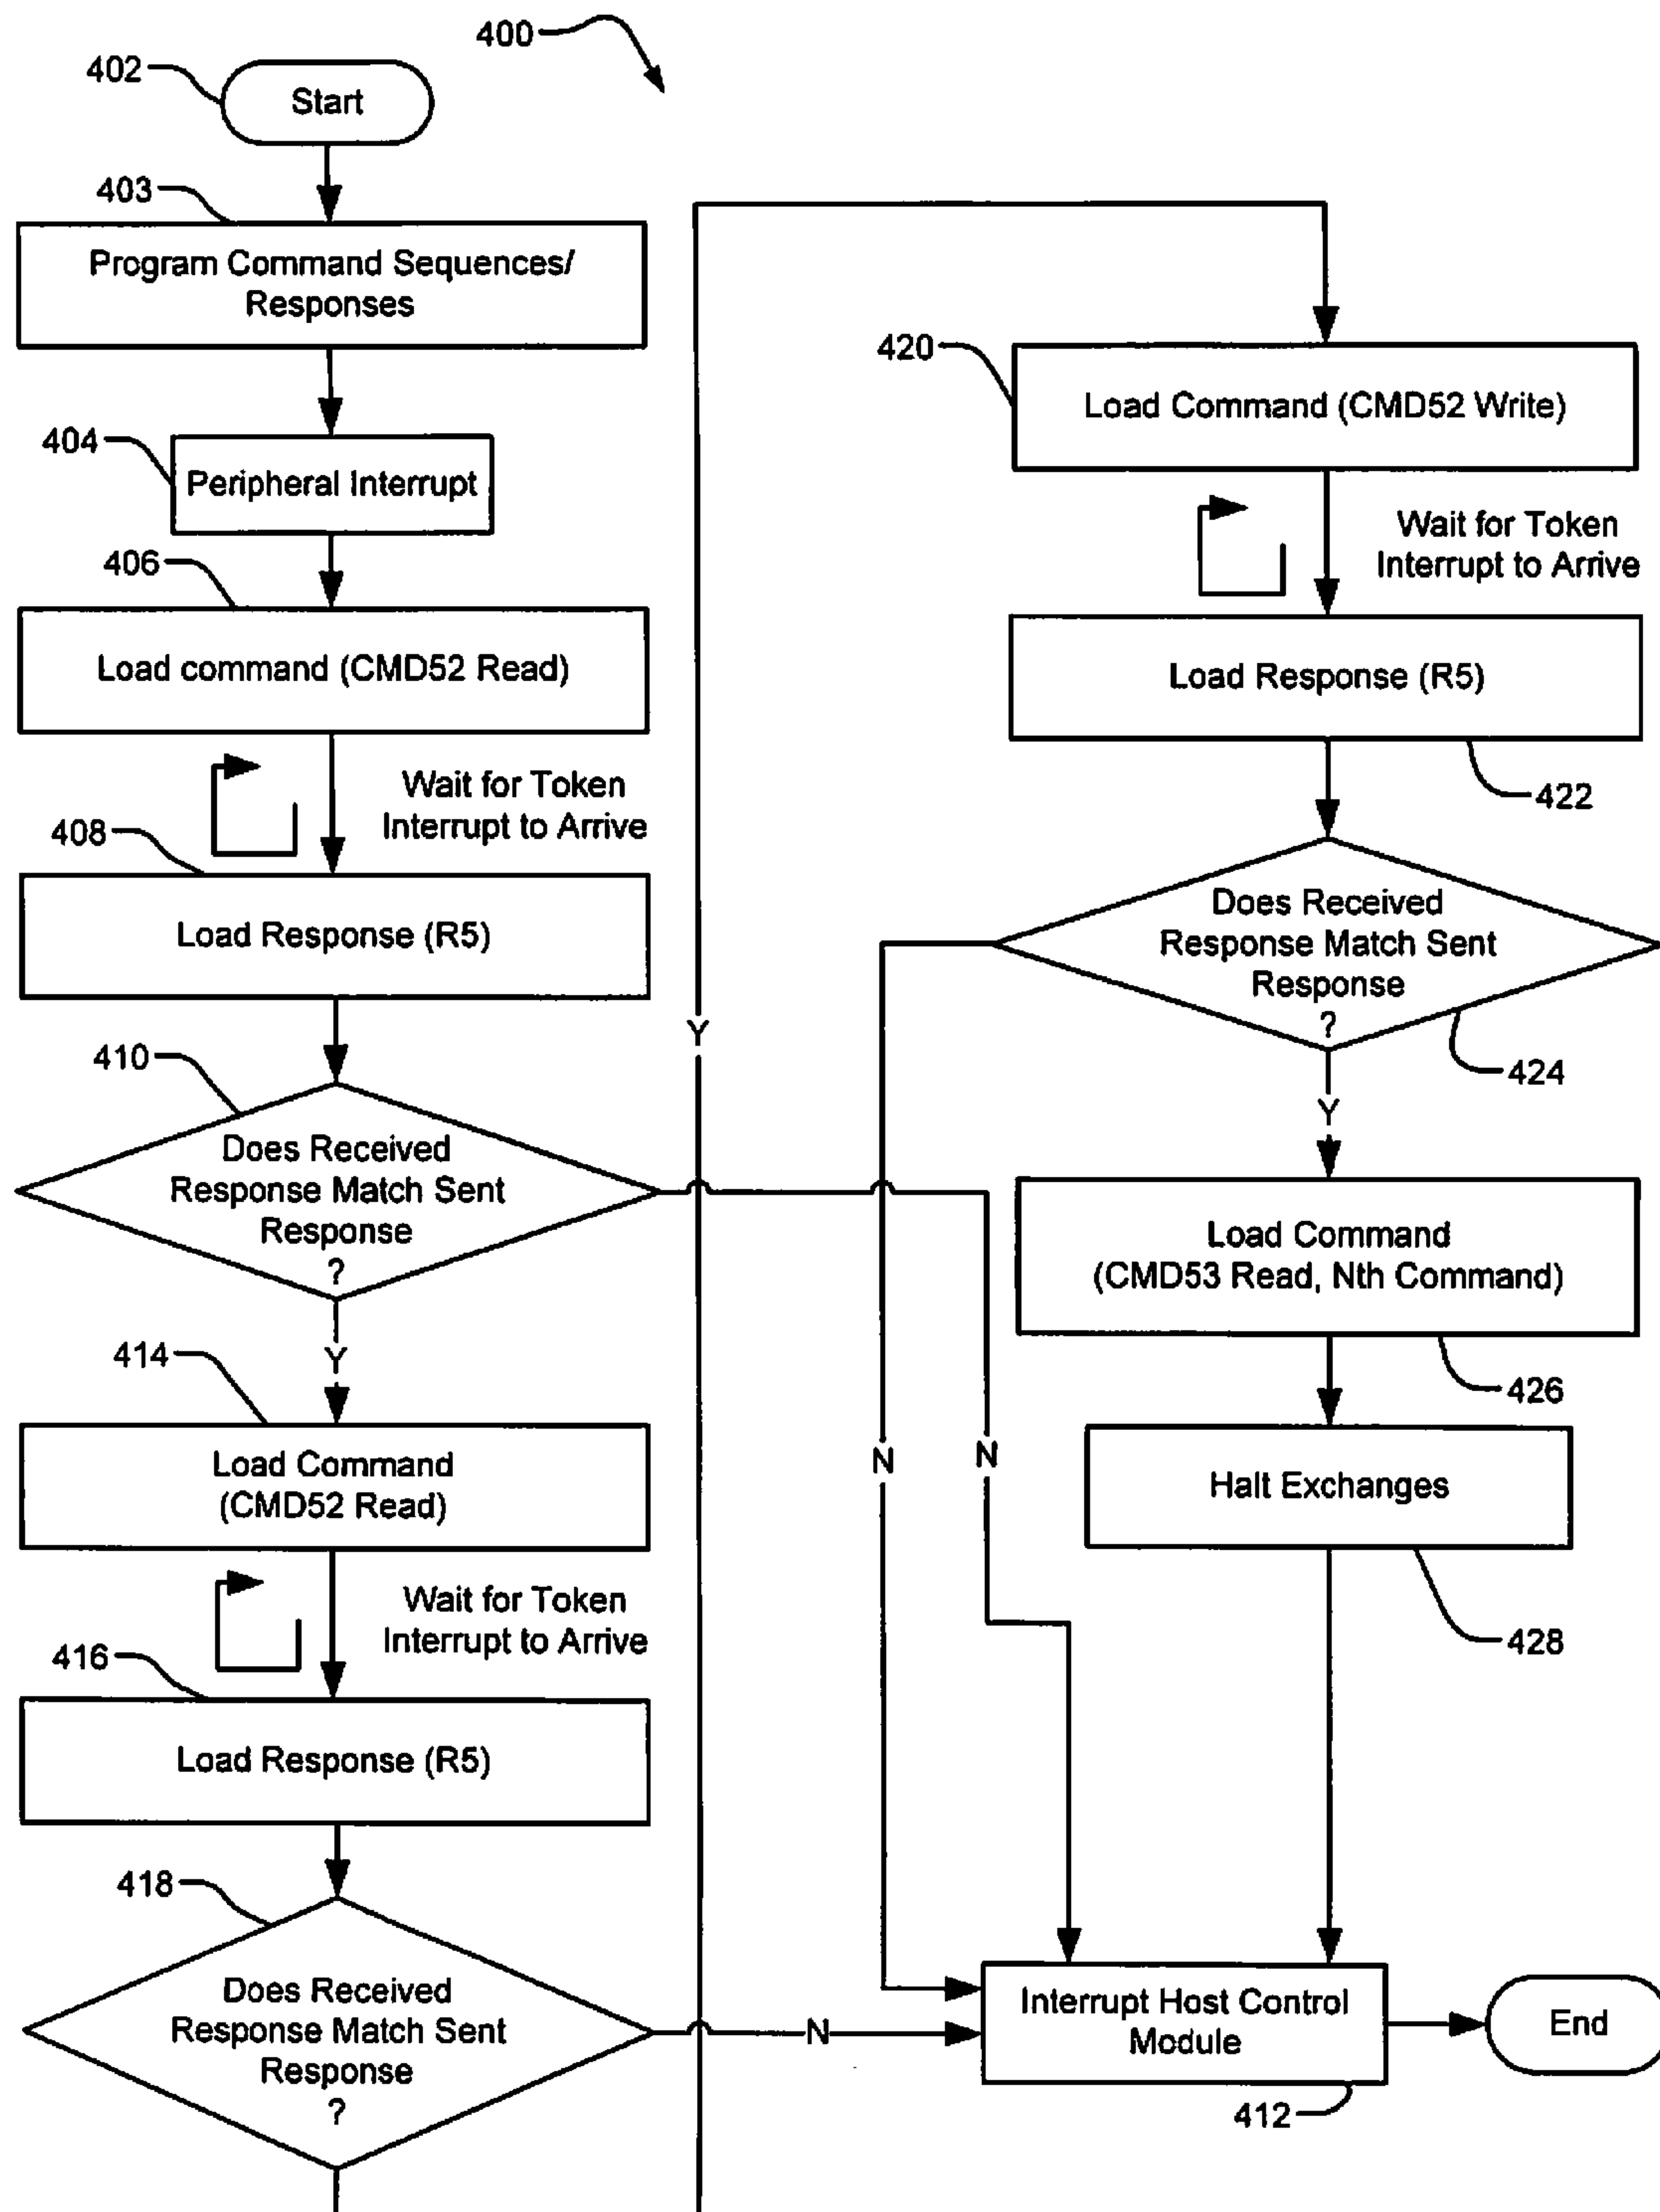 400
402
Start
403
Program Command Sequences/
Responses
404
Peripheral Interrupt
406
Load command (CMD52 Read)
Wait for Token
Interrupt to Arrive
408
Load Response (R5)
410
Does Received
Response Match Sent
Response
?
Y
414
Load Command
(CMD52 Read)
Wait for Token
Interrupt to Arrive
416
Load Response (R5)
418
Does Received
Response Match Sent
Response
?
N
Y
420
Load Command (CMD52 Write)
Wait for Token
Interrupt to Arrive
Load Response (R5)
422
Does Received
Response Match Sent
Response
?
424
Y
Load Command
(CMD53 Read, Nth Command)
426
N
N
Halt Exchanges
428
Interrupt Host Control
Module
412
End